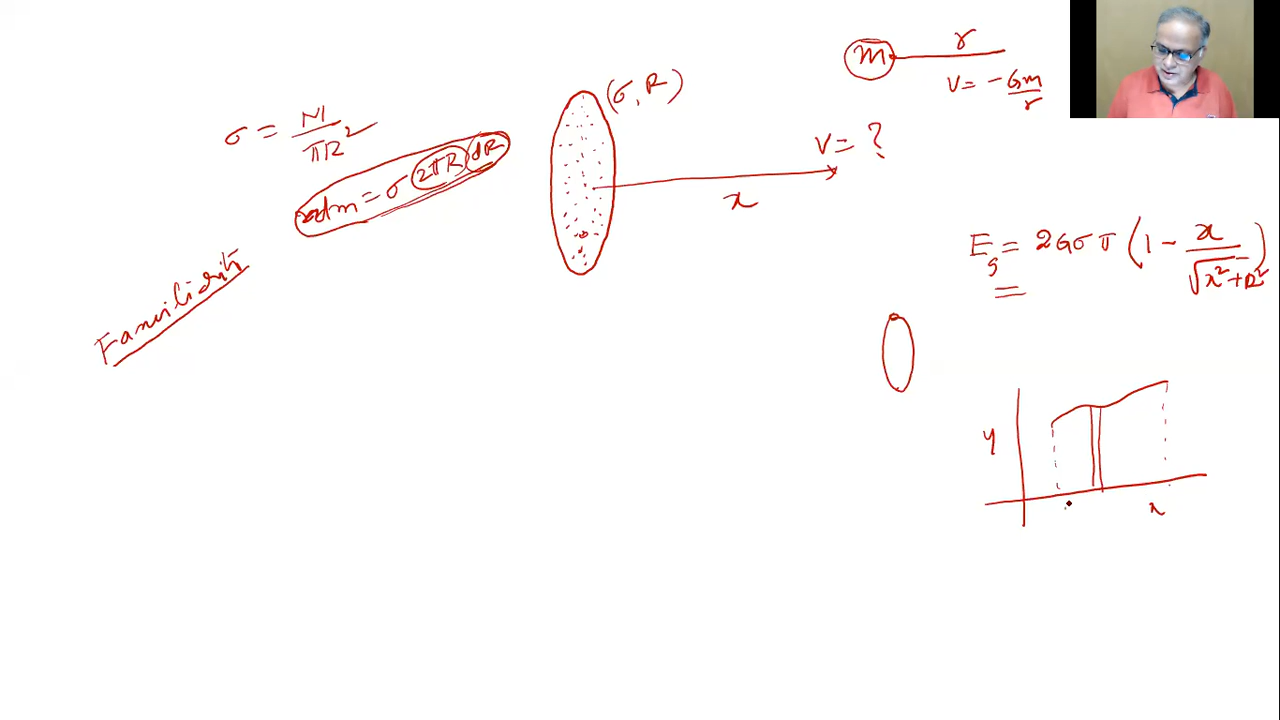 σ = M / πR²
dm = σ 2πR dR
Familiarity
(σ, R)
x
V = ?
m
r
V = - Gm / r
E_g = 2Gσπ (1 - x / √(x² + R²))
y
x